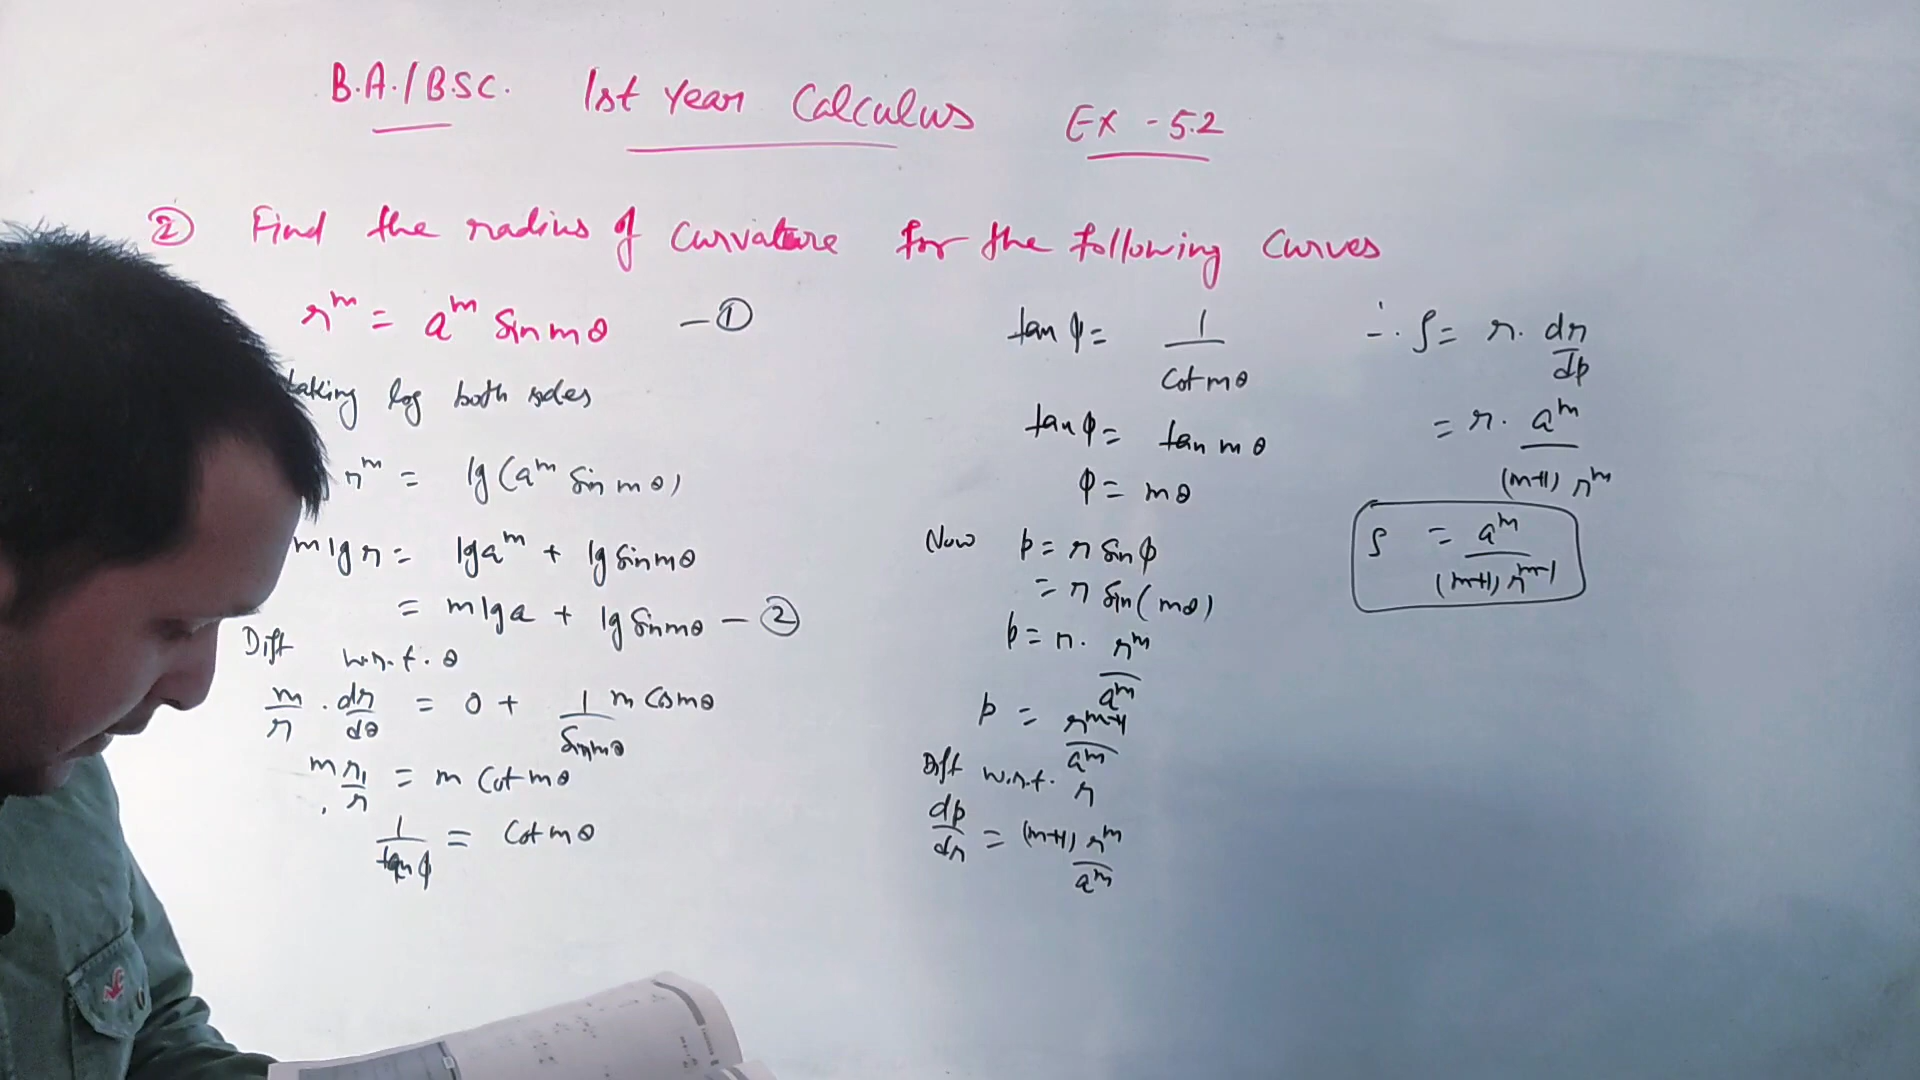 B.A./B.SC. 1st Year Calculus Ex - 5.2
② Find the radius of curvature for the following curves
r^m = a^m Sin mθ — ①
taking log both sides
r^m = lg (a^m Sin mθ)
m lg r = lg a^m + lg Sin mθ
= m lg a + lg Sin mθ — ②
Diff w.r.t. θ
m/r · dr/dθ = 0 + 1/Sin mθ m Cos mθ
m r₁/r = m Cot mθ
1/tan ϕ = Cot mθ
tan ϕ = 1/Cot mθ
tan ϕ = tan mθ
ϕ = mθ
Now p = r Sin ϕ
= r Sin (mθ)
p = r · r^m/a^m
p = r^(m+1)/a^m
Diff w.r.t. r
dp/dr = (m+1) r^m/a^m
∴ ρ = r · dr/dp
= r · a^m/(m+1) r^m
ρ = a^m/(m+1) r^(m-1)